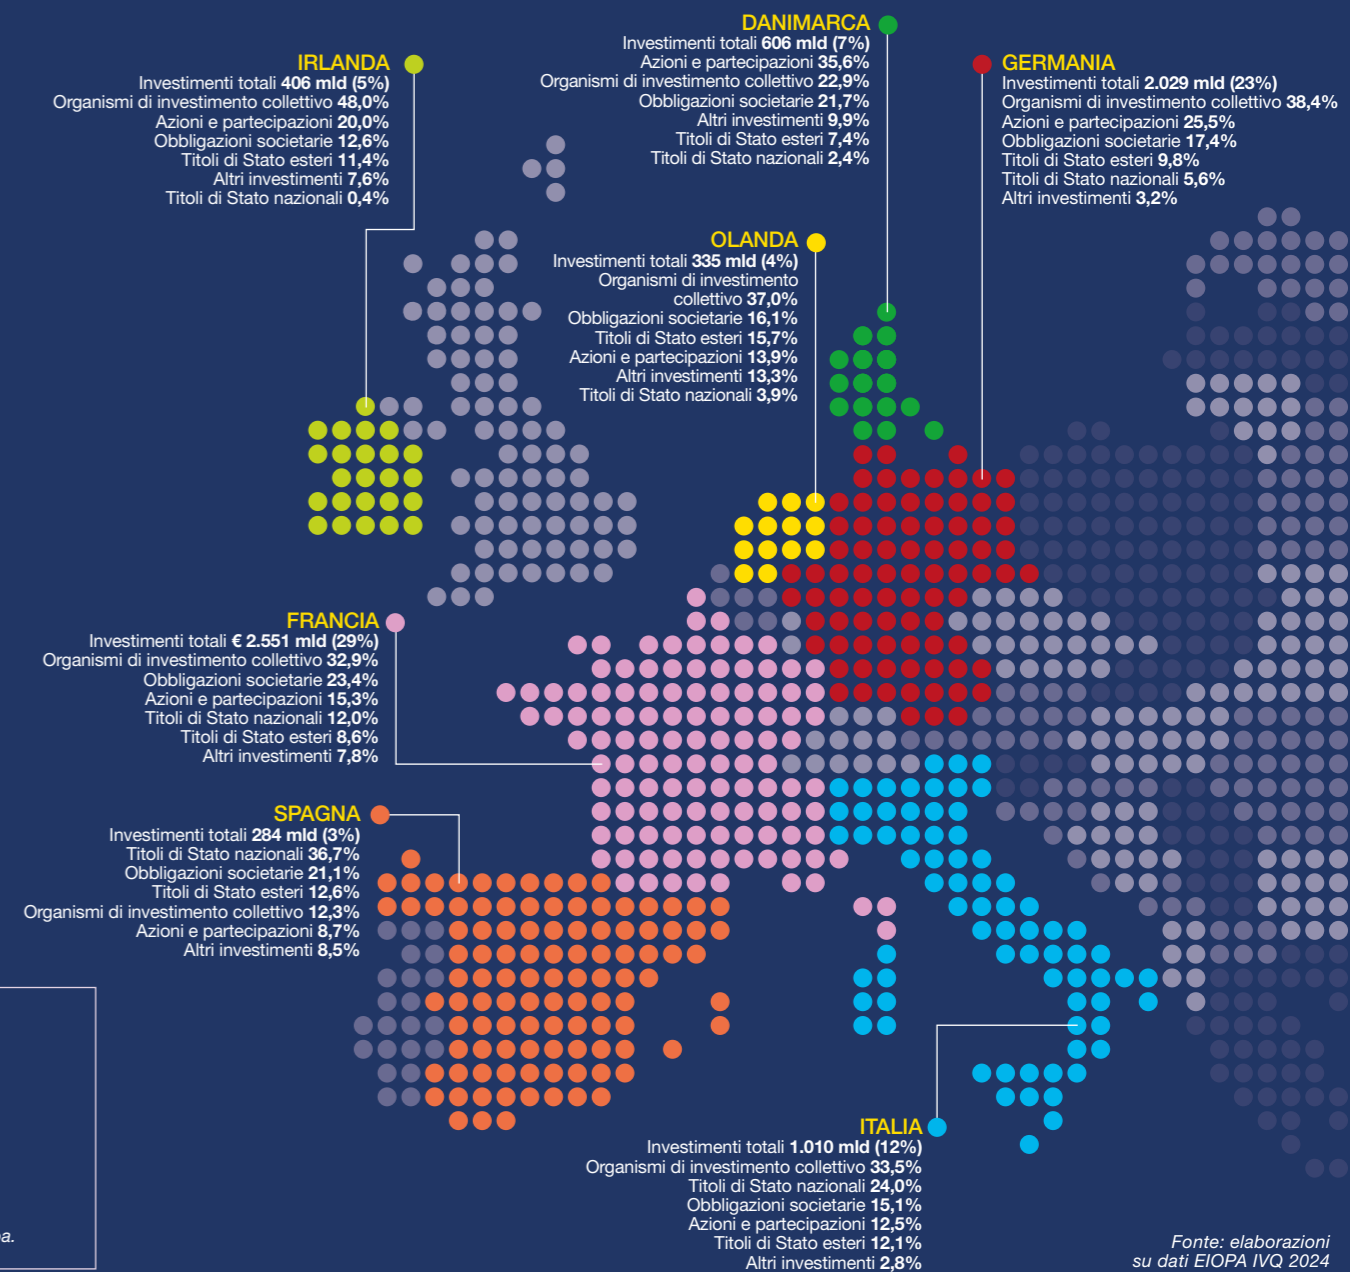 DANIMARCA
Investimenti totali 606 mld (7%)
Azioni e partecipazioni 35,6%
Organismi di investimento collettivo 22,9%
Obbligazioni societarie 21,7%
Altri investimenti 9,9%
Titoli di Stato esteri 7,4%
Titoli di Stato nazionali 2,4%
IRLANDA
Investimenti totali 406 mld (5%)
Organismi di investimento collettivo 48,0%
Azioni e partecipazioni 20,0%
Obbligazioni societarie 12,6%
Titoli di Stato esteri 11,4%
Altri investimenti 7,6%
Titoli di Stato nazionali 0,4%
GERMANIA
Investimenti totali 2.029 mld (23%)
Organismi di investimento collettivo 38,4%
Azioni e partecipazioni 25,5%
Obbligazioni societarie 17,4%
Titoli di Stato esteri 9,8%
Titoli di Stato nazionali 5,6%
Altri investimenti 3,2%
OLANDA
Investimenti totali 335 mld (4%)
Organismi di investimento
collettivo 37,0%
Obbligazioni societarie 16,1%
Titoli di Stato esteri 15,7%
Azioni e partecipazioni 13,9%
Altri investimenti 13,3%
Titoli di Stato nazionali 3,9%
FRANCIA
Investimenti totali € 2.551 mld (29%)
Organismi di investimento collettivo 32,9%
Obbligazioni societarie 23,4%
Azioni e partecipazioni 15,3%
Titoli di Stato nazionali 12,0%
Titoli di Stato esteri 8,6%
Altri investimenti 7,8%
SPAGNA
Investimenti totali 284 mld (3%)
Titoli di Stato nazionali 36,7%
Obbligazioni societarie 21,1%
Titoli di Stato esteri 12,6%
Organismi di investimento collettivo 12,3%
Azioni e partecipazioni 8,7%
Altri investimenti 8,5%
ITALIA
Investimenti totali 1.010 mld (12%)
Organismi di investimento collettivo 33,5%
Titoli di Stato nazionali 24,0%
Obbligazioni societarie 15,1%
Azioni e partecipazioni 12,5%
Titoli di Stato esteri 12,1%
Altri investimenti 2,8%
Fonte: elaborazioni
su dati EIOPA IVQ 2024